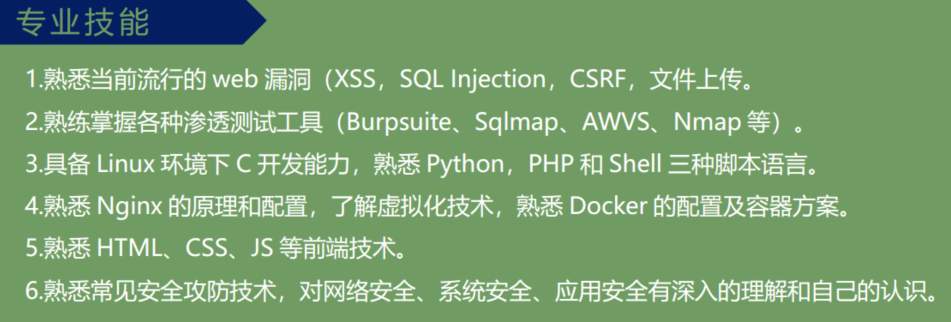 专业技能
1.熟悉当前流行的 web 漏洞（XSS，SQL Injection，CSRF，文件上传。
2.熟练掌握各种渗透测试工具（Burpsuite、Sqlmap、AWVS、Nmap 等）。
3.具备 Linux 环境下 C 开发能力，熟悉 Python，PHP 和 Shell 三种脚本语言。
4.熟悉 Nginx 的原理和配置，了解虚拟化技术，熟悉 Docker 的配置及容器方案。
5.熟悉 HTML、CSS、JS 等前端技术。
6.熟悉常见安全攻防技术，对网络安全、系统安全、应用安全有深入的理解和自己的认识。